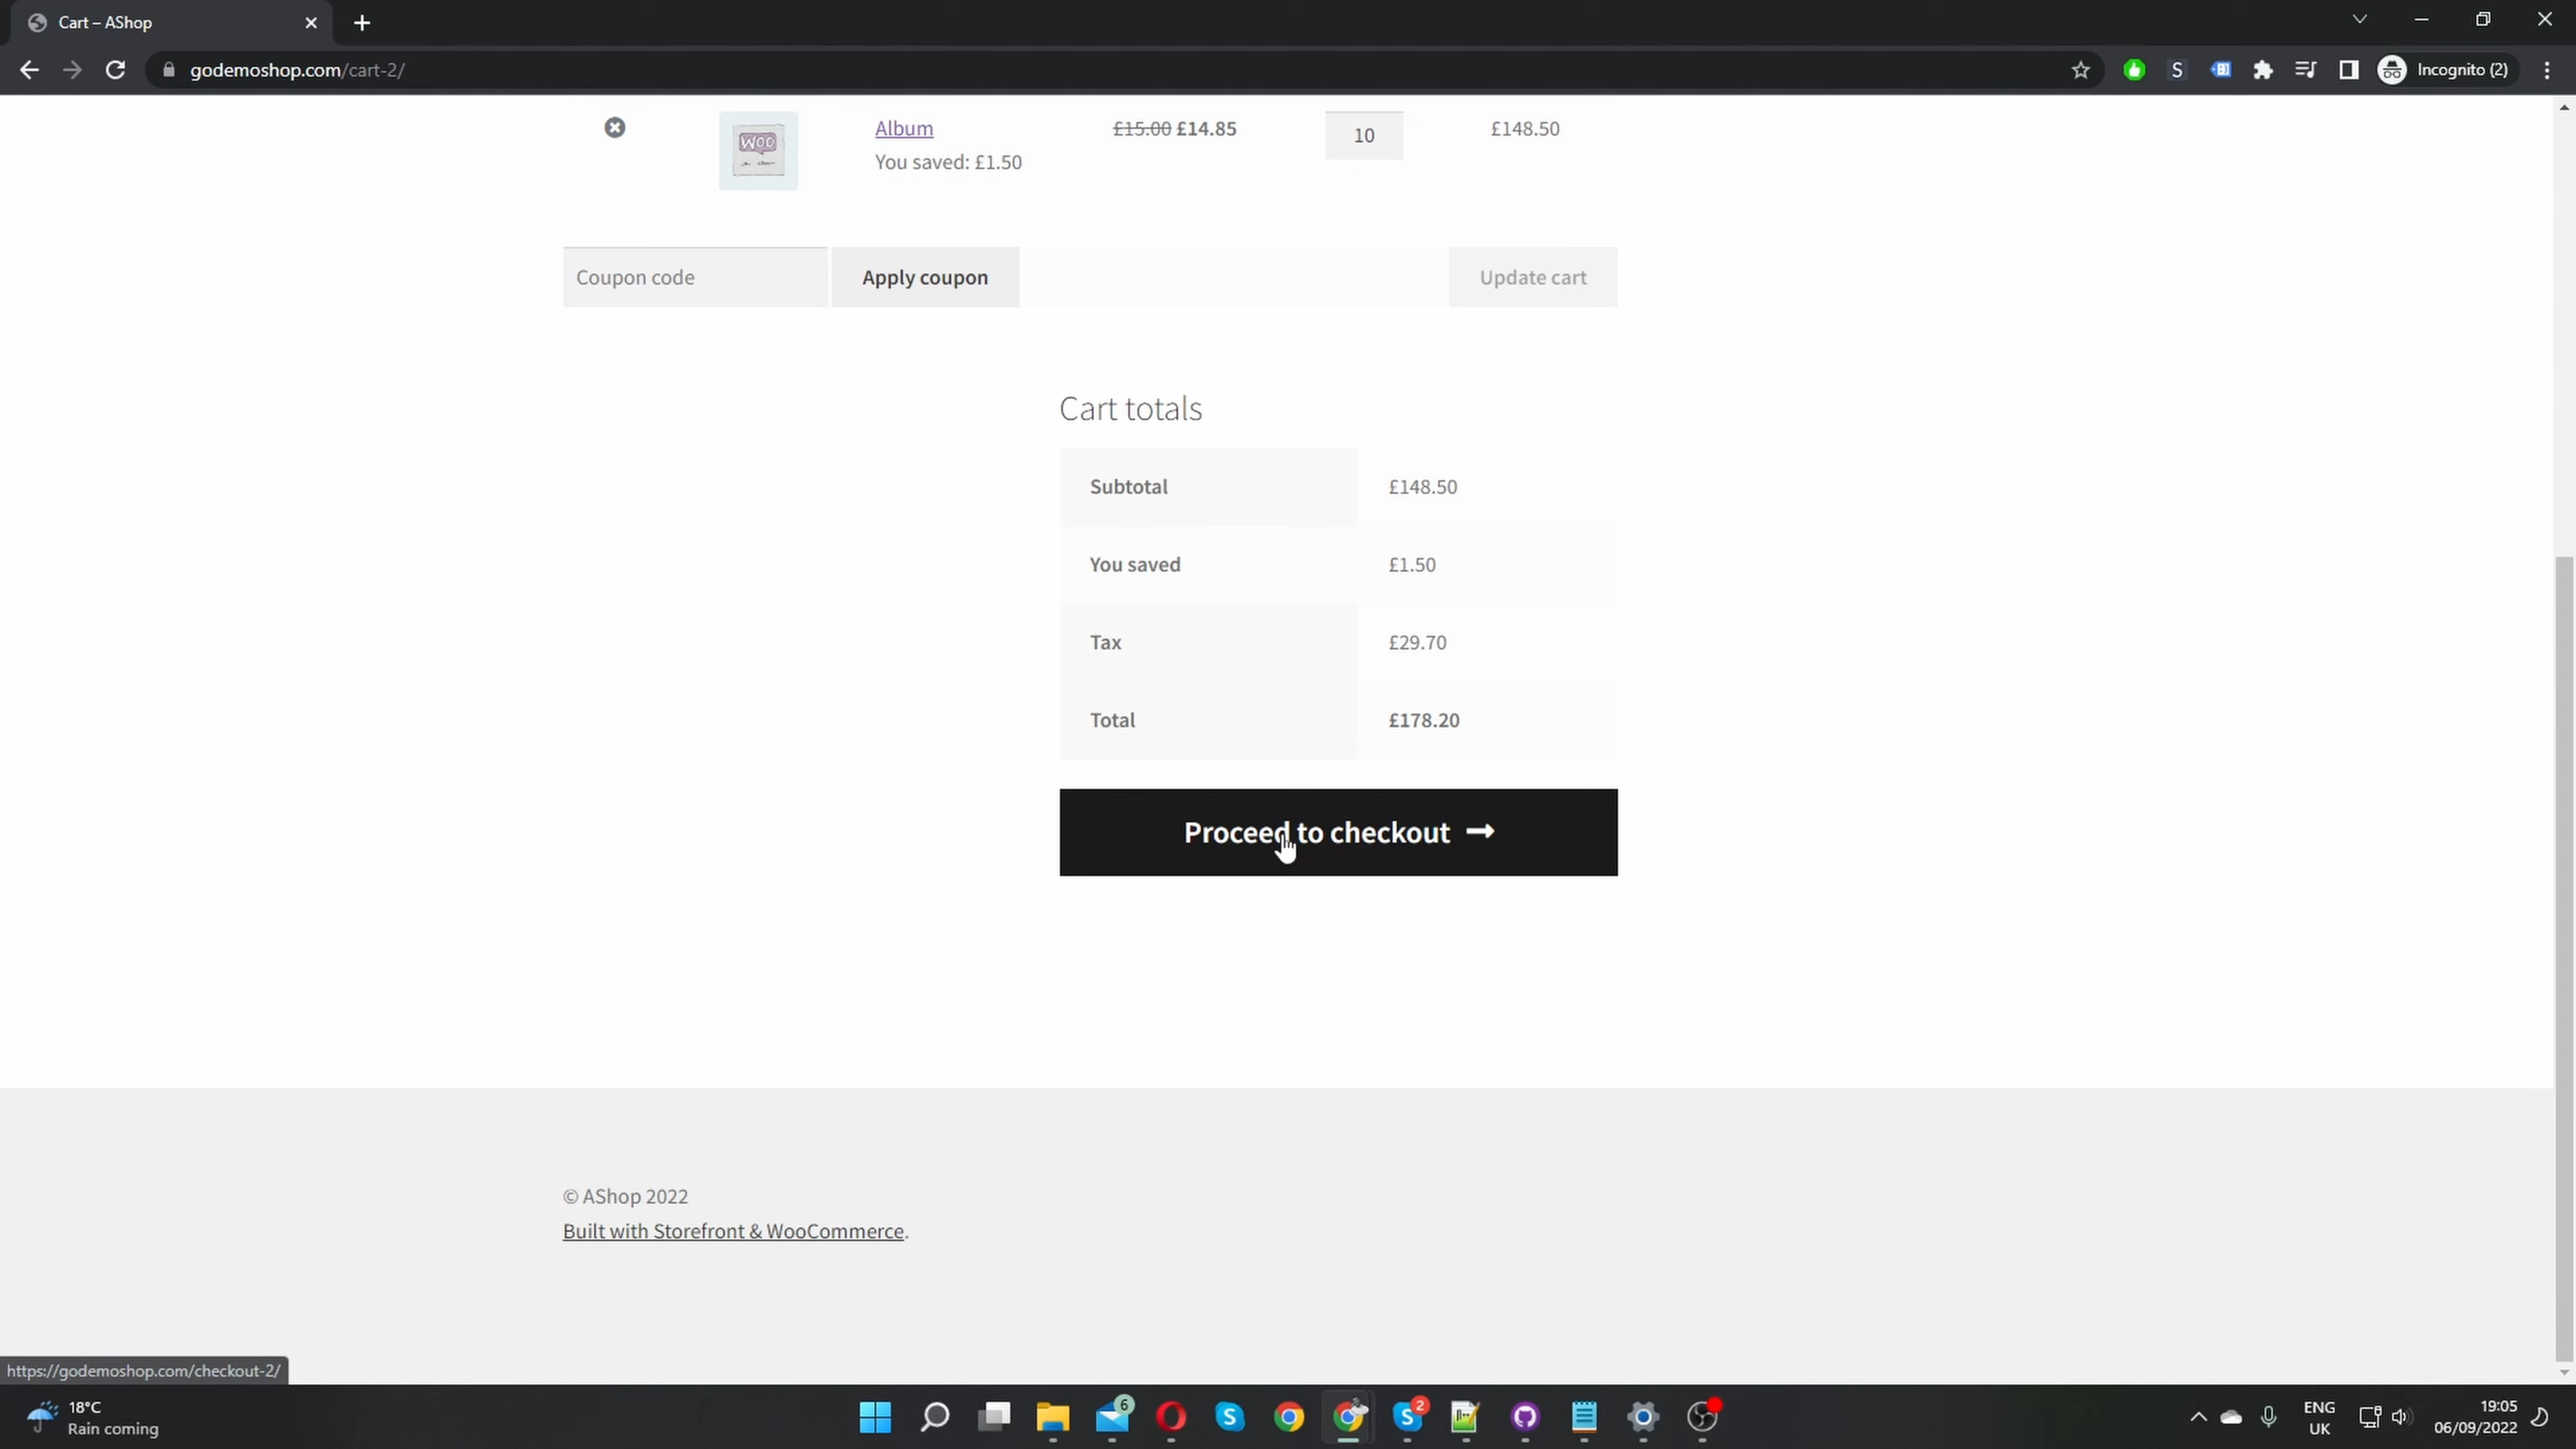 Cart – AShop
godemoshop.com/cart-2/
Incognito (2)
WOO
Album
£15.00 £14.85
10
£148.50
You saved: £1.50
Coupon code
Apply coupon
Update cart
Cart totals
Subtotal £148.50
You saved £1.50
Tax £29.70
Total £178.20
Proceed to checkout
© AShop 2022
Built with Storefront & WooCommerce.
https://godemoshop.com/checkout-2/
18°C
Rain coming
6
2
ENG
UK
19:05
06/09/2022